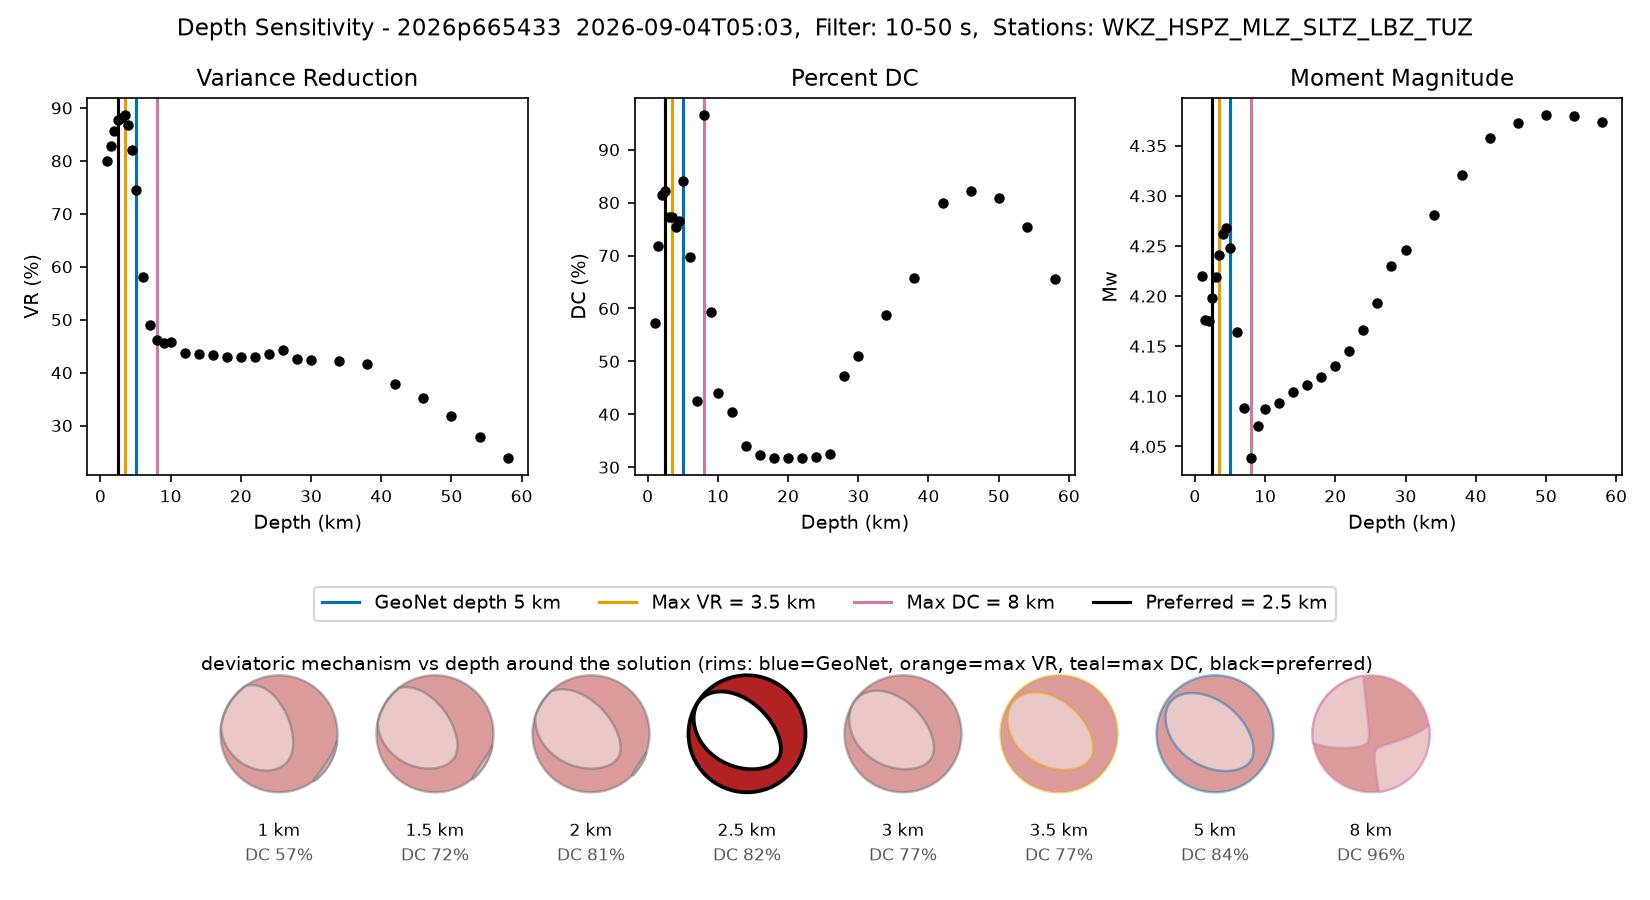 Depth Sensitivity - 2026p665433  2026-09-04T05:03,  Filter: 10-50 s,  Stations: WKZ_HSPZ_MLZ_SLTZ_LBZ_TUZ
Variance Reduction
VR (%)
90
80
70
60
50
40
30
0 10 20 30 40 50 60
Depth (km)
Percent DC
DC (%)
90
80
70
60
50
40
30
0 10 20 30 40 50 60
Depth (km)
Moment Magnitude
Mw
4.35
4.30
4.25
4.20
4.15
4.10
4.05
0 10 20 30 40 50 60
Depth (km)
GeoNet depth 5 km  Max VR = 3.5 km  Max DC = 8 km  Preferred = 2.5 km
deviatoric mechanism vs depth around the solution (rims: blue=GeoNet, orange=max VR, teal=max DC, black=preferred)
1 km 1.5 km 2 km 2.5 km 3 km 3.5 km 5 km 8 km
DC 57% DC 72% DC 81% DC 82% DC 77% DC 77% DC 84% DC 96%